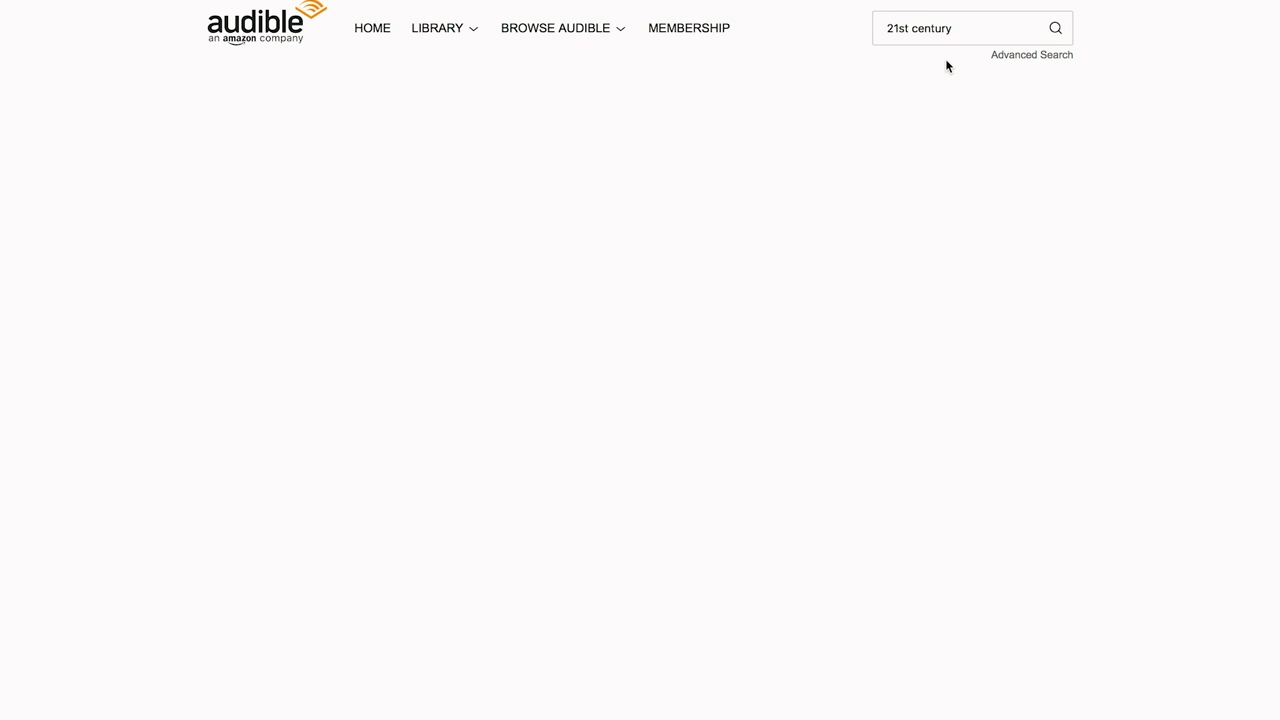 audible
an amazon company
HOME LIBRARY BROWSE AUDIBLE MEMBERSHIP
21st century
Advanced Search